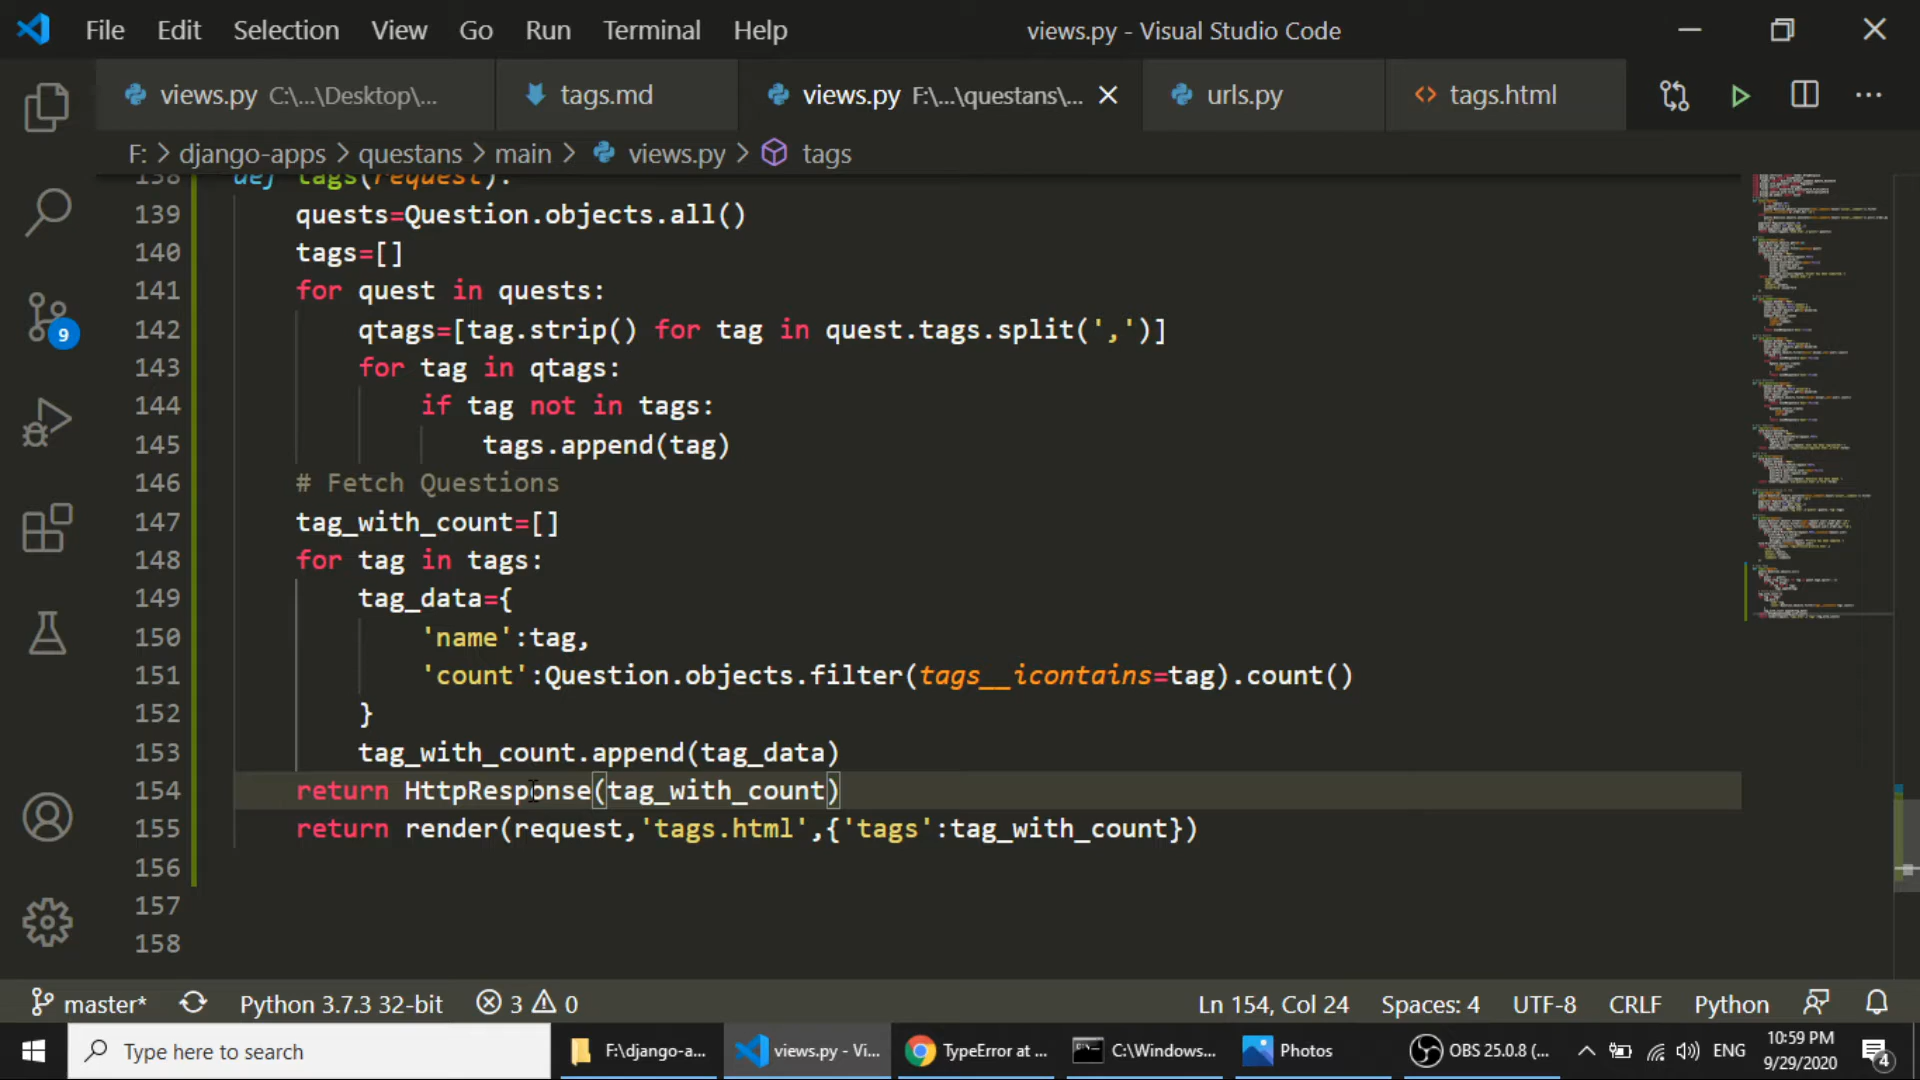 File Edit Selection View Go Run Terminal Help views.py - Visual Studio Code
views.py C:\...\Desktop\... tags.md views.py F:\...\questans\... urls.py tags.html
F: > django-apps > questans > main > views.py > tags
138 def tags(request):
139 quests=Question.objects.all()
140 tags=[]
141 for quest in quests:
142 qtags=[tag.strip() for tag in quest.tags.split(',')]
143 for tag in qtags:
144 if tag not in tags:
145 tags.append(tag)
146 # Fetch Questions
147 tag_with_count=[]
148 for tag in tags:
149 tag_data={
150 'name':tag,
151 'count':Question.objects.filter(tags__icontains=tag).count()
152 }
153 tag_with_count.append(tag_data)
154 return HttpResponse(tag_with_count)
155 return render(request,'tags.html',{'tags':tag_with_count})
156
157
158
9
master* Python 3.7.3 32-bit 3 0 Ln 154, Col 24 Spaces: 4 UTF-8 CRLF Python
Type here to search F:\django-a... views.py - Vi... TypeError at ... C:\Windows... Photos OBS 25.0.8 (... ENG 10:59 PM
9/29/2020 4